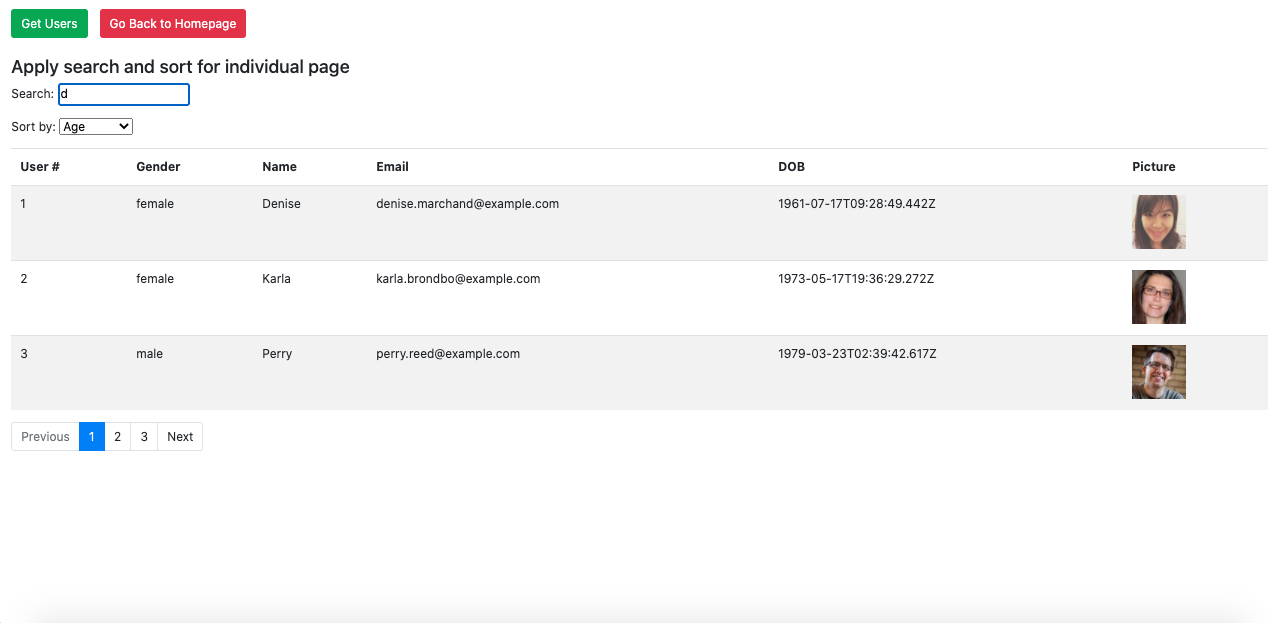 Get Users Go Back to Homepage
Apply search and sort for individual page
Search: d
Sort by: Age
User # Gender Name Email DOB Picture
1 female Denise denise.marchand@example.com 1961-07-17T09:28:49.442Z
2 female Karla karla.brondbo@example.com 1973-05-17T19:36:29.272Z
3 male Perry perry.reed@example.com 1979-03-23T02:39:42.617Z
Previous 1 2 3 Next